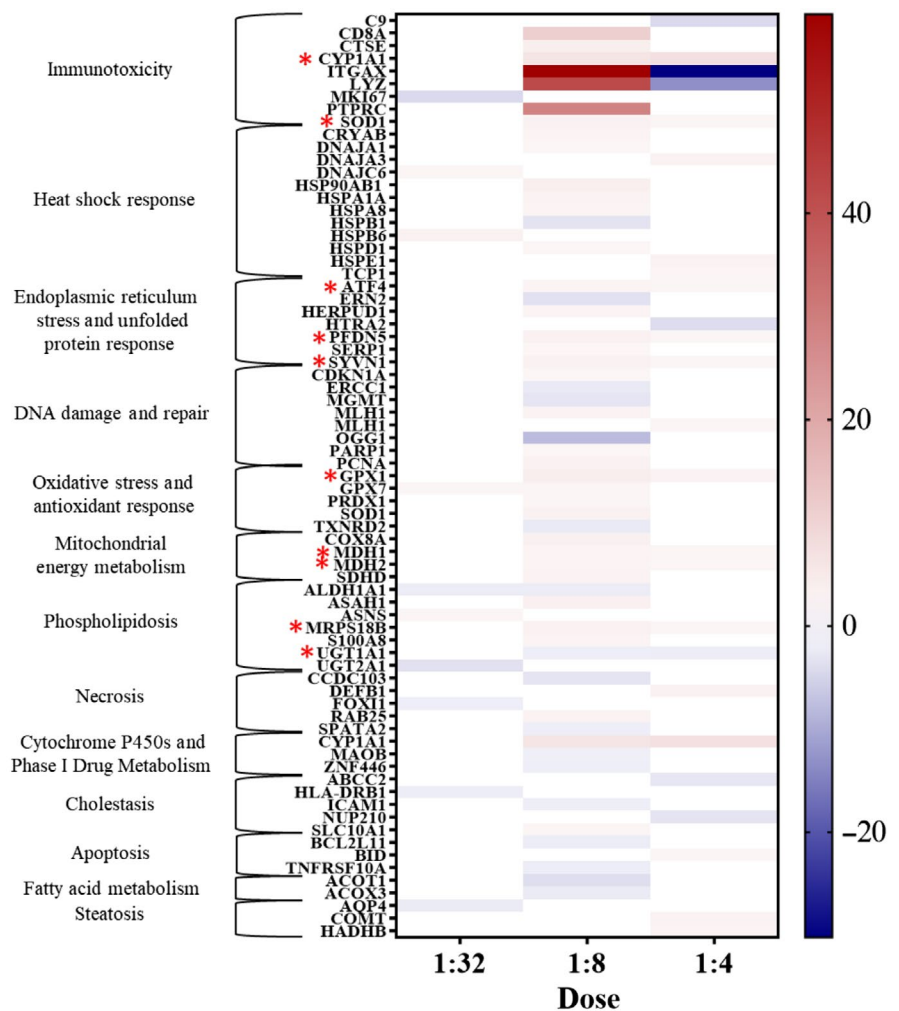 Immunotoxicity
C9
CD8A
CTSE
* CYP1A1
ITGAX
LYZ
MKI67
PTPRC
* SOD1
Heat shock response
CRYAB
DNAJA1
DNAJA3
DNAJC6
HSP90AB1
HSPA1A
HSPA8
HSPB1
HSPB6
HSPD1
HSPE1
TCP1
Endoplasmic reticulum
stress and unfolded
protein response
* ATF4
ERN2
HERPUD1
HTRA2
* PFDN5
SERP1
* SYVN1
DNA damage and repair
CDKN1A
ERCC1
MGMT
MLH1
MLH1
OGG1
PARP1
PCNA
Oxidative stress and
antioxidant response
* GPX1
GPX7
PRDX1
SOD1
TXNRD2
Mitochondrial
energy metabolism
COX8A
* MDH1
* MDH2
SDHD
Phospholipidosis
ALDH1A1
ASAH1
ASNS
* MRPS18B
S100A8
* UGT1A1
UGT2A1
Necrosis
CCDC103
DEFB1
FOXI1
RAB25
SPATA2
Cytochrome P450s and
Phase I Drug Metabolism
CYP1A1
MAOB
ZNF446
Cholestasis
ABCC2
HLA-DRB1
ICAM1
NUP210
SLC10A1
Apoptosis
BCL2L11
BID
TNFRSF10A
Fatty acid metabolism
ACOT1
ACOX3
Steatosis
AQP4
COMT
HADHB
1:32
1:8
1:4
Dose
40
20
0
−20